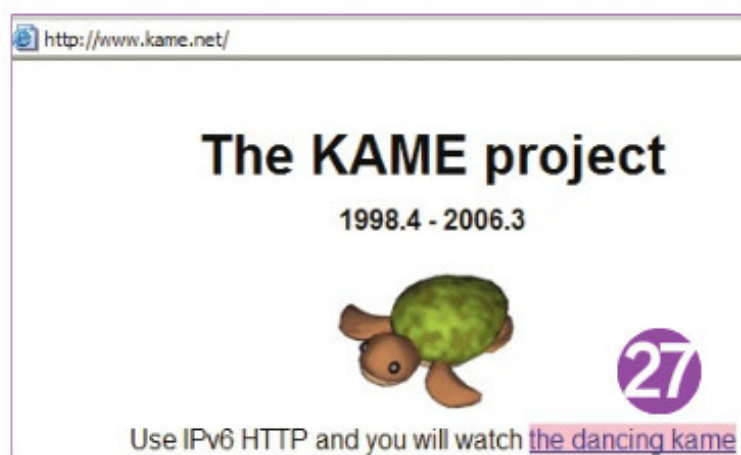 http://www.kame.net/
The KAME project
1998.4 - 2006.3
27
Use IPv6 HTTP and you will watch the dancing kame